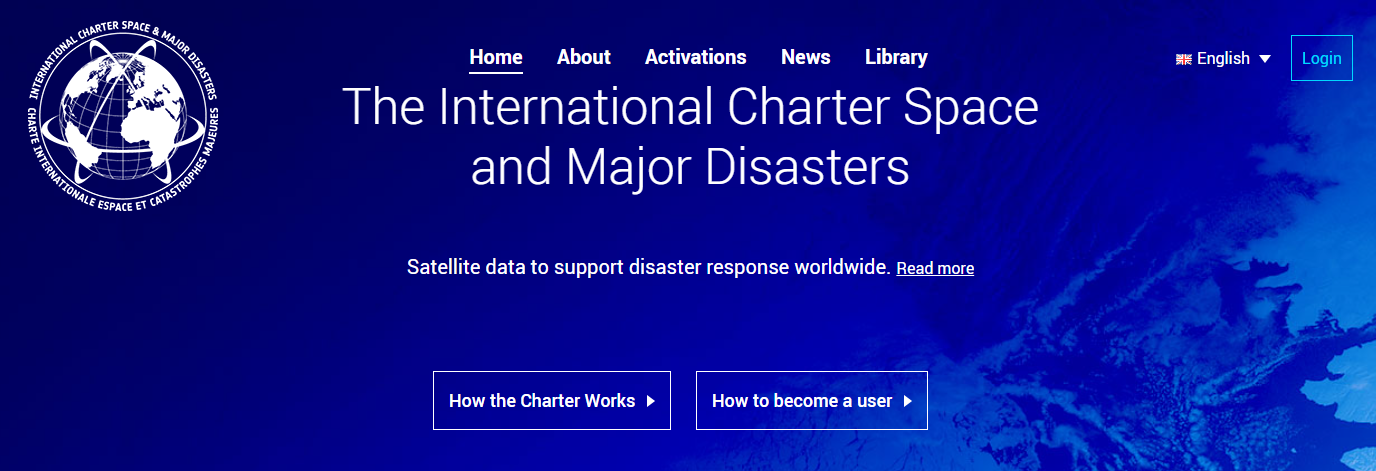 INTERNATIONAL CHARTER SPACE & MAJOR DISASTERS
CHARTE INTERNATIONALE ESPACE ET CATASTROPHES MAJEURES
Home About Activations News Library
English
Login
The International Charter Space
and Major Disasters
Satellite data to support disaster response worldwide. Read more
How the Charter Works
How to become a user